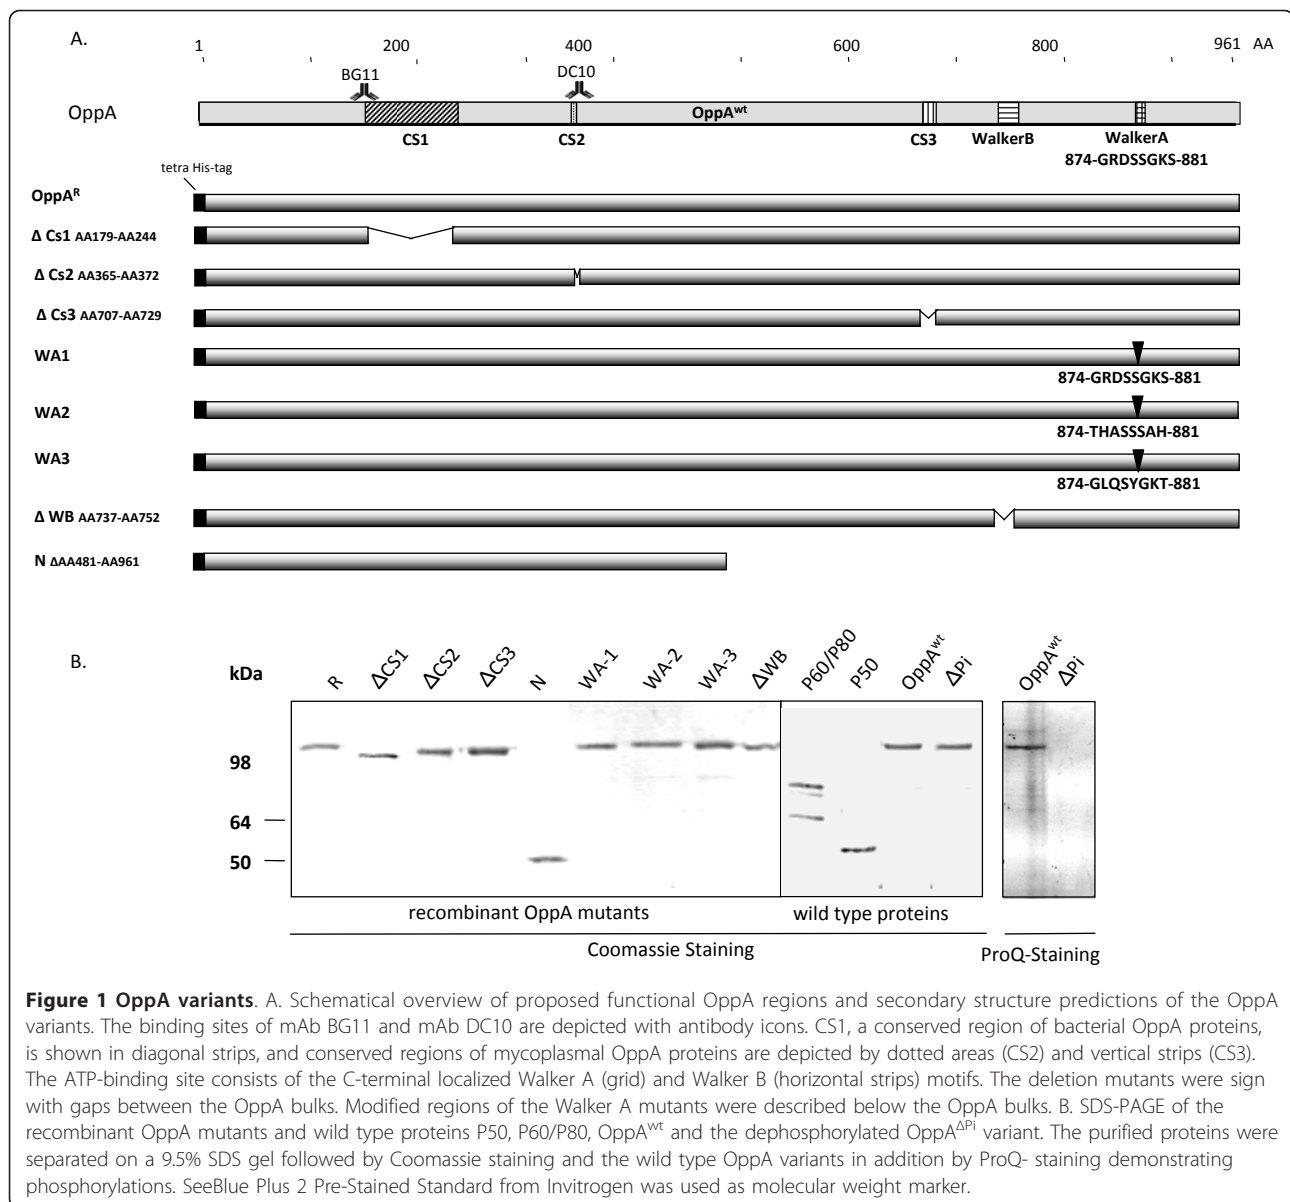 A.
1 200 400 600 800 961 AA
BG11 DC10
OppA OppAwt
CS1 CS2 CS3 WalkerB WalkerA
874-GRDSSGKS-881
tetra His-tag
OppAR
Δ Cs1 AA179-AA244
Δ Cs2 AA365-AA372
Δ Cs3 AA707-AA729
WA1
874-GRDSSGKS-881
WA2
874-THASSSAH-881
WA3
874-GLQSYGKT-881
Δ WB AA737-AA752
N ΔAA481-AA961
B.
kDa R ΔCS1 ΔCS2 ΔCS3 N WA-1 WA-2 WA-3 ΔWB P60/P80 P50 OppAwt ΔPi OppAwt ΔPi
98
64
50
recombinant OppA mutants wild type proteins
Coomassie Staining ProQ-Staining
Figure 1 OppA variants. A. Schematical overview of proposed functional OppA regions and secondary structure predictions of the OppA
variants. The binding sites of mAb BG11 and mAb DC10 are depicted with antibody icons. CS1, a conserved region of bacterial OppA proteins,
is shown in diagonal strips, and conserved regions of mycoplasmal OppA proteins are depicted by dotted areas (CS2) and vertical strips (CS3).
The ATP-binding site consists of the C-terminal localized Walker A (grid) and Walker B (horizontal strips) motifs. The deletion mutants were sign
with gaps between the OppA bulks. Modified regions of the Walker A mutants were described below the OppA bulks. B. SDS-PAGE of the
recombinant OppA mutants and wild type proteins P50, P60/P80, OppAwt and the dephosphorylated OppAΔPi variant. The purified proteins were
separated on a 9.5% SDS gel followed by Coomassie staining and the wild type OppA variants in addition by ProQ- staining demonstrating
phosphorylations. SeeBlue Plus 2 Pre-Stained Standard from Invitrogen was used as molecular weight marker.